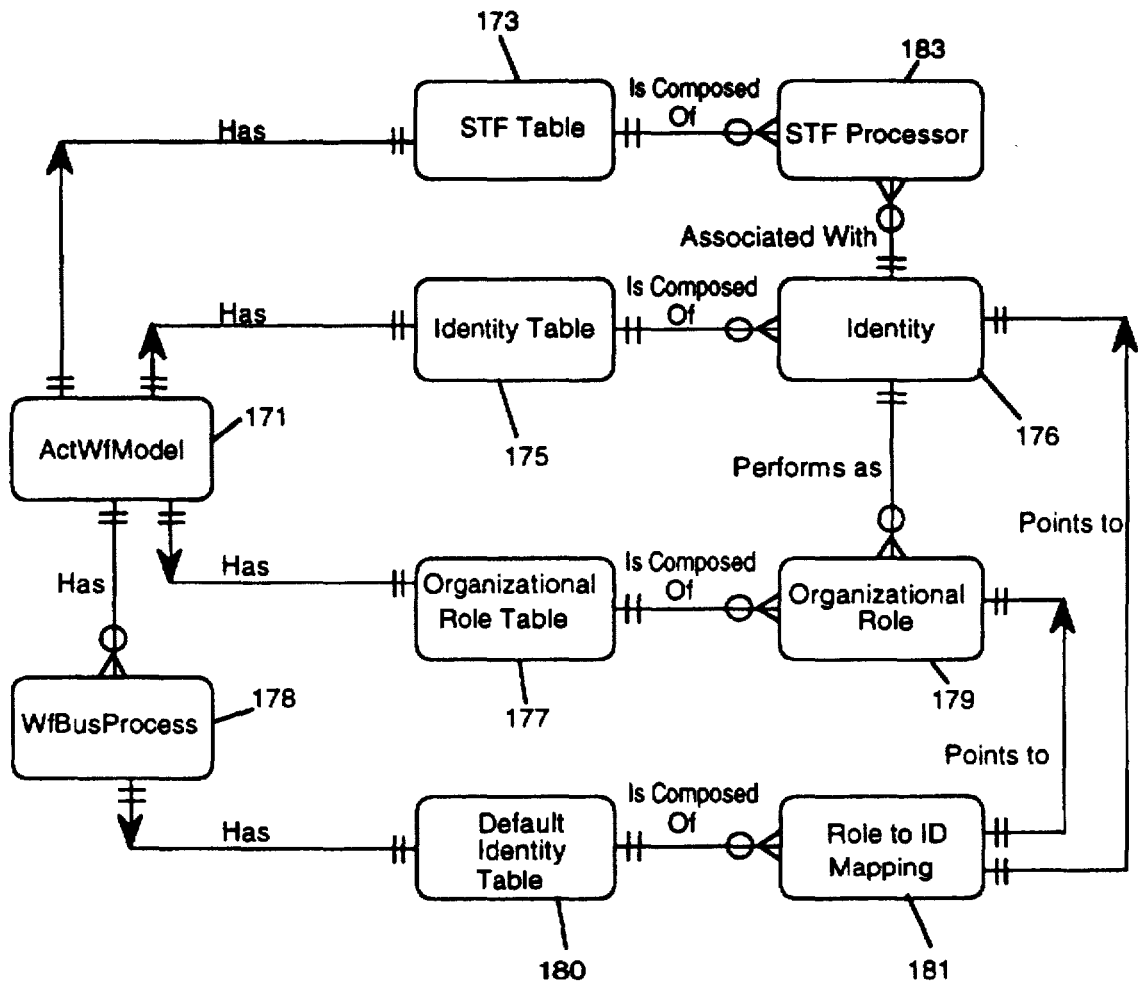 173
183
Has
STF Table
Is Composed
Of
STF Processor
Associated With
Has
Identity Table
Is Composed
Of
Identity
ActWfModel
171
175
176
Performs as
Points to
Has
Has
Organizational
Role Table
Is Composed
Of
Organizational
Role
WfBusProcess
178
177
179
Points to
Has
Default
Identity
Table
Is Composed
Of
Role to ID
Mapping
180
181